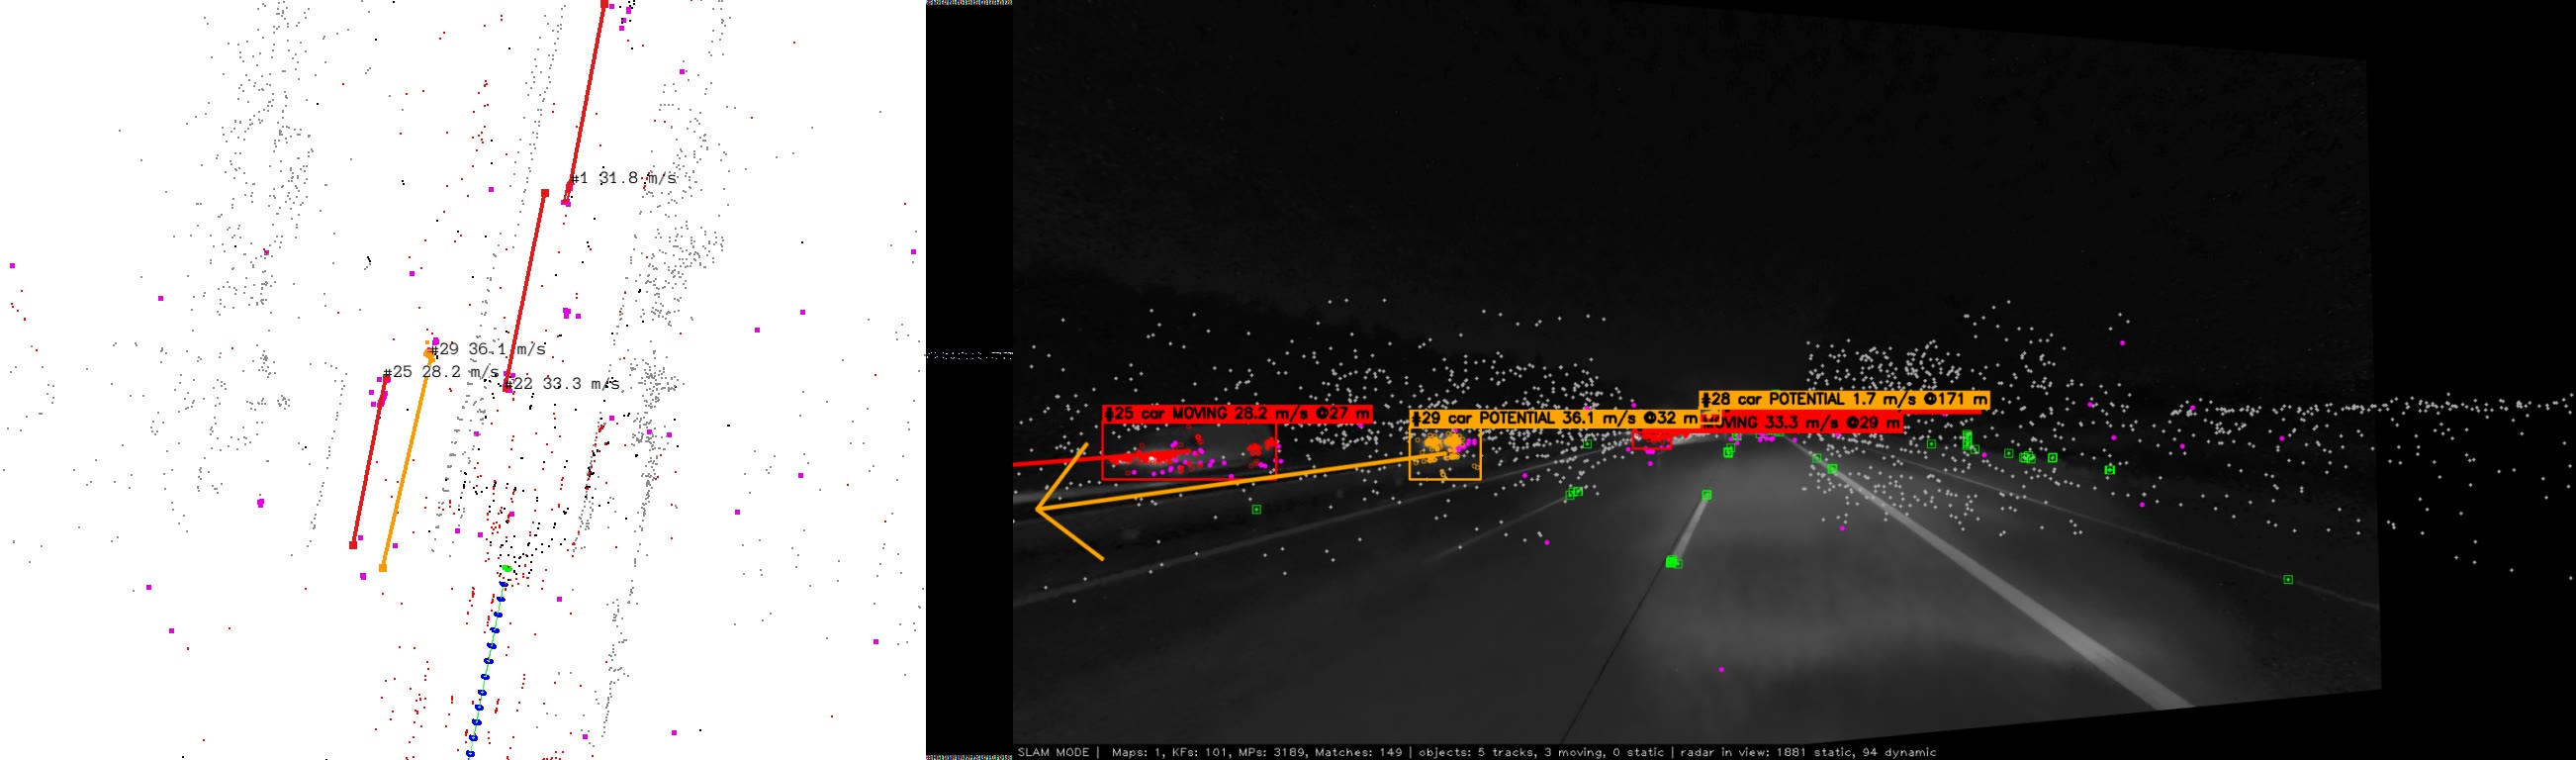 #1 31.8 m/s
#29 36.1 m/s
#25 28.2 m/s
#22 33.3 m/s
#28 car POTENTIAL 1.7 m/s @171 m
#25 car MOVING 28.2 m/s @27 m
#29 car POTENTIAL 36.1 m/s @32 m
MOVING 33.3 m/s @29 m
SLAM MODE | Maps: 1, KFs: 101, MPs: 3189, Matches: 149 | objects: 5 tracks, 3 moving, 0 static | radar in view: 1881 static, 94 dynamic